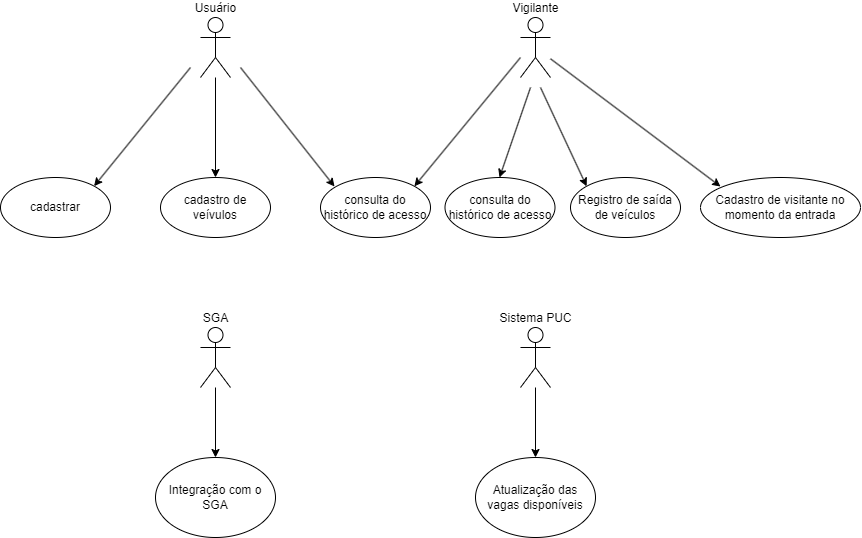 Usuário
Vigilante
cadastrar
cadastro de
veívulos
consulta do
histórico de acesso
consulta do
histórico de acesso
Registro de saída
de veículos
Cadastro de visitante no
momento da entrada
SGA
Sistema PUC
Integração com o
SGA
Atualização das
vagas disponíveis